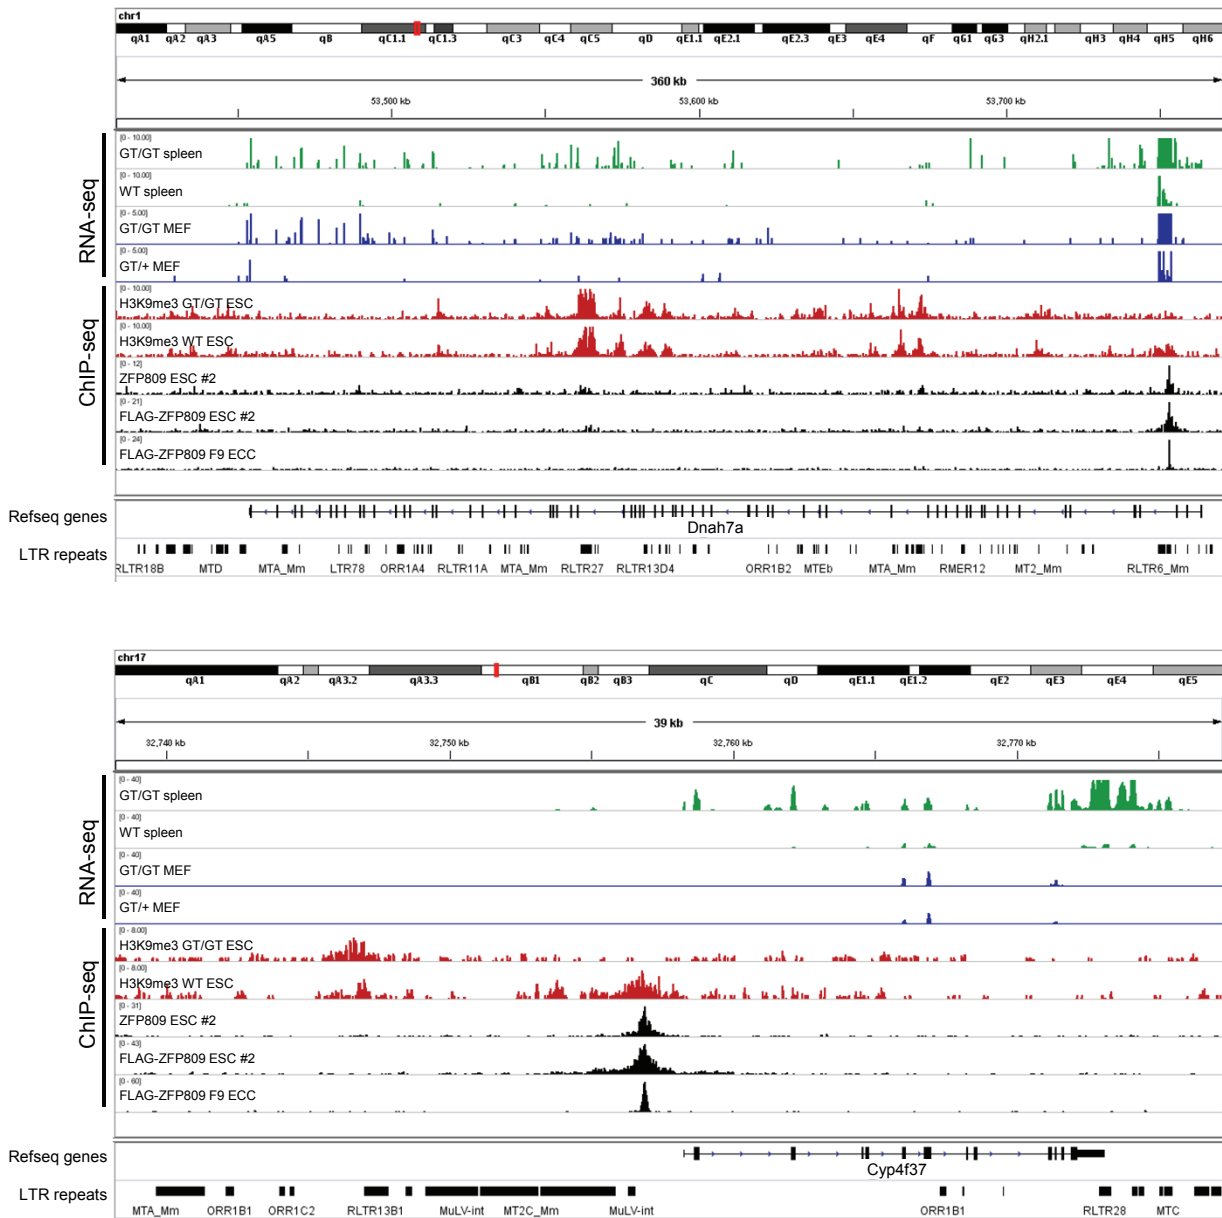 chr1
qA1 qA2 qA3 qA5 qB qC1.1 qC1.3 qC3 qC4 qC5 qD qE1.1 qE2.1 qE2.3 qE3 qE4 qF qG1 qG3 qH2.1 qH3 qH4 qH5 qH6
360 kb
53,500 kb 53,600 kb 53,700 kb
RNA-seq
[0 - 10.00]
GT/GT spleen
[0 - 10.00]
WT spleen
[0 - 5.00]
GT/GT MEF
[0 - 5.00]
GT/+ MEF
ChIP-seq
[0 - 10.00]
H3K9me3 GT/GT ESC
[0 - 10.00]
H3K9me3 WT ESC
[0 - 12]
ZFP809 ESC #2
[0 - 21]
FLAG-ZFP809 ESC #2
[0 - 24]
FLAG-ZFP809 F9 ECC
Refseq genes
Dnah7a
LTR repeats
RLTR18B MTD MTA_Mm LTR78 ORR1A4 RLTR11A MTA_Mm RLTR27 RLTR13D4 ORR1B2 MTEb MTA_Mm RMER12 MT2_Mm RLTR6_Mm
chr17
qA1 qA2 qA3.2 qA3.3 qB1 qB2 qB3 qC qD qE1.1 qE1.2 qE2 qE3 qE4 qE5
39 kb
32,740 kb 32,750 kb 32,760 kb 32,770 kb
RNA-seq
[0 - 40]
GT/GT spleen
[0 - 40]
WT spleen
[0 - 40]
GT/GT MEF
[0 - 40]
GT/+ MEF
ChIP-seq
[0 - 8.00]
H3K9me3 GT/GT ESC
[0 - 8.00]
H3K9me3 WT ESC
[0 - 31]
ZFP809 ESC #2
[0 - 43]
FLAG-ZFP809 ESC #2
[0 - 60]
FLAG-ZFP809 F9 ECC
Refseq genes
Cyp4f37
LTR repeats
MTA_Mm ORR1B1 ORR1C2 RLTR13B1 MuLV-int MT2C_Mm MuLV-int ORR1B1 RLTR28 MTC